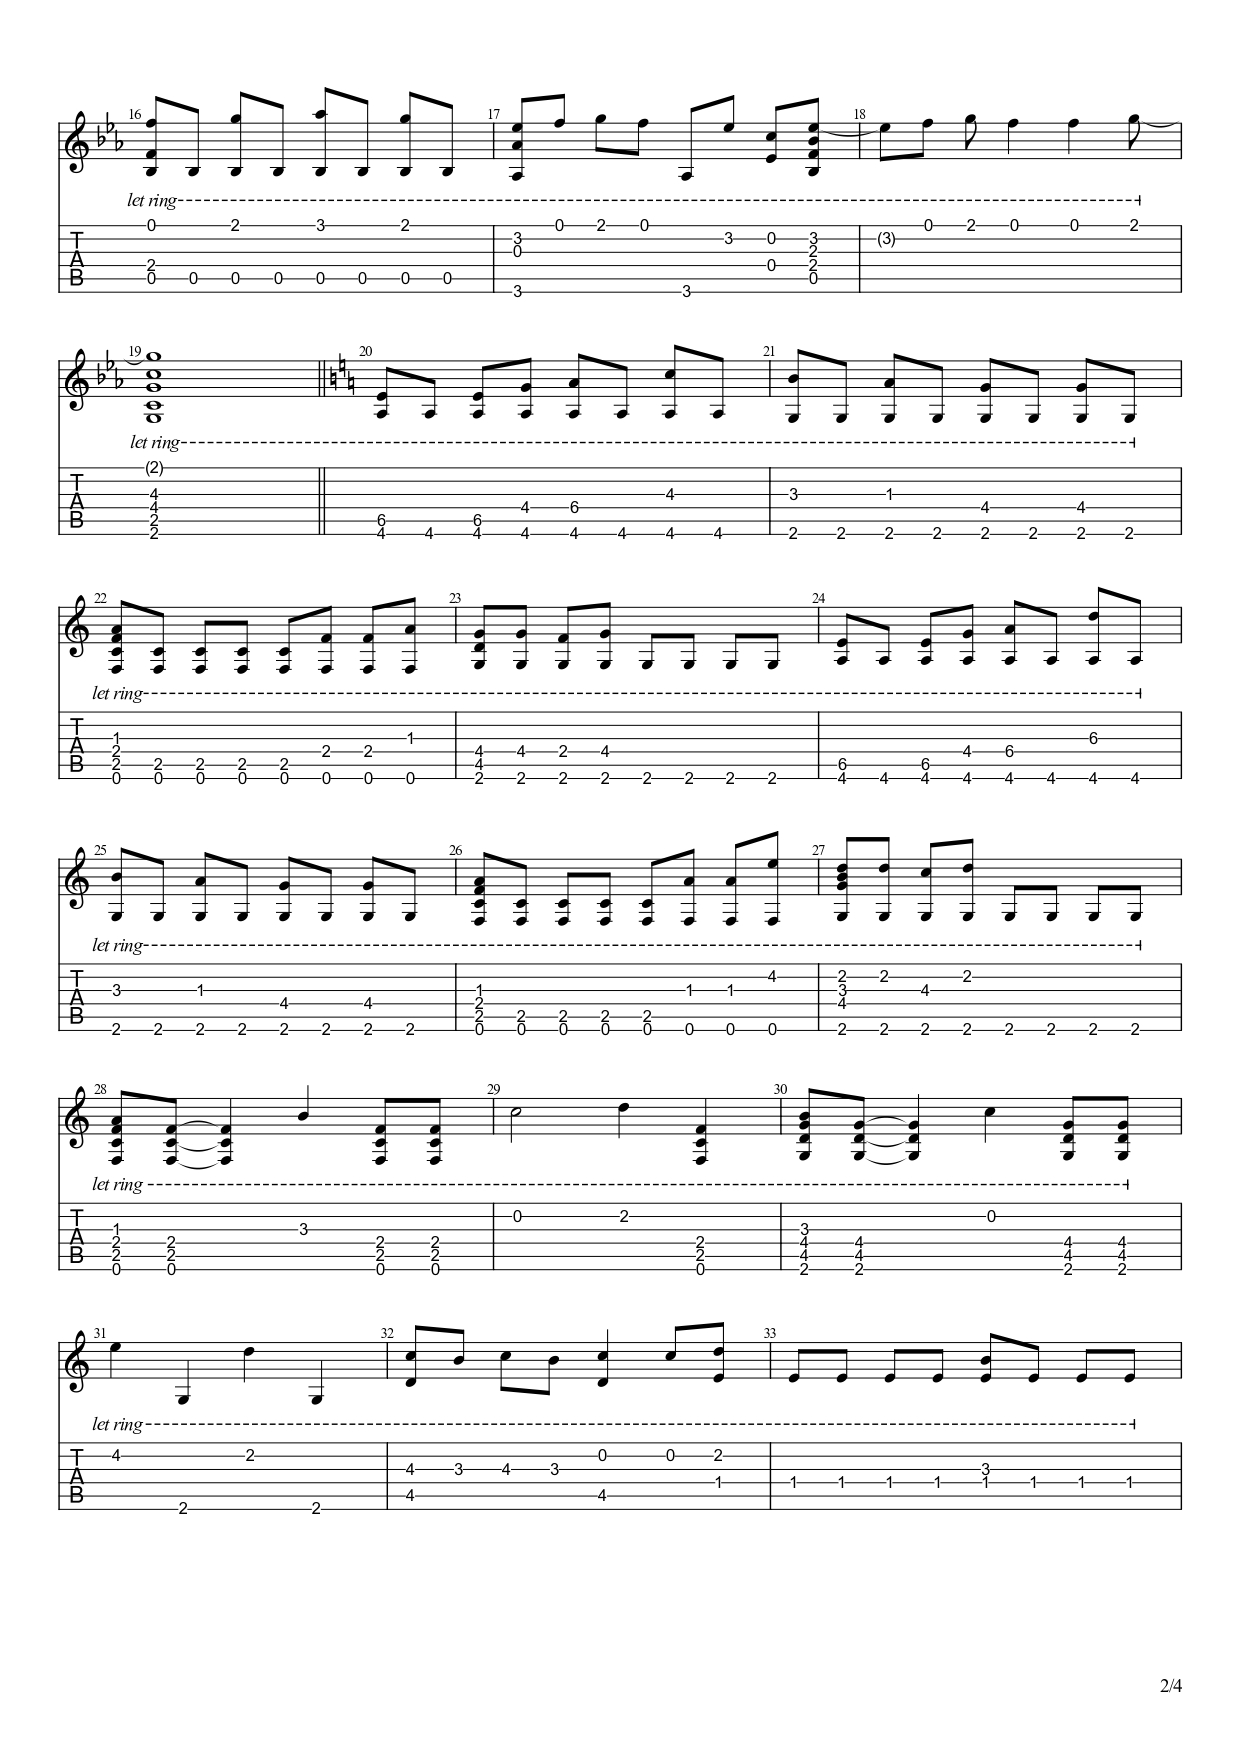 16 17 18
let ring
0 2 3 2 0 2 0 0 2 0 0 2
T 3 3 0 3 (3)
0 2
A 2 0 2
B 0 0 0 0 0 0 0 0 0
3 3
19 20 21
let ring
(2)
T
4 4 3 1
A 4 4 6 4 4
B 2 6 6
2 4 4 4 4 4 4 4 4 2 2 2 2 2 2 2 2
22 23 24
let ring
T
1 1 6
A 2 2 2 4 4 2 4 4 6
B 2 2 2 2 2 4 6 6
0 0 0 0 0 0 0 0 2 2 2 2 2 2 2 2 4 4 4 4 4 4 4 4
25 26 27
let ring
T 4 2 2 2
3 1 1 1 1 3 4
A 4 4 2 4
B 2 2 2 2 2
2 2 2 2 2 2 2 2 0 0 0 0 0 0 0 0 2 2 2 2 2 2 2 2
28 29 30
let ring
T 0 2 0
1 3 3
A 2 2 2 2 2 4 4 4 4
B 2 2 2 2 2 4 4 4 4
0 0 0 0 0 2 2 2 2
31 32 33
let ring
T 4 2 0 0 2
4 3 4 3 3
A 1 1 1 1 1 1 1 1 1
B 4 4
2 2
2/4